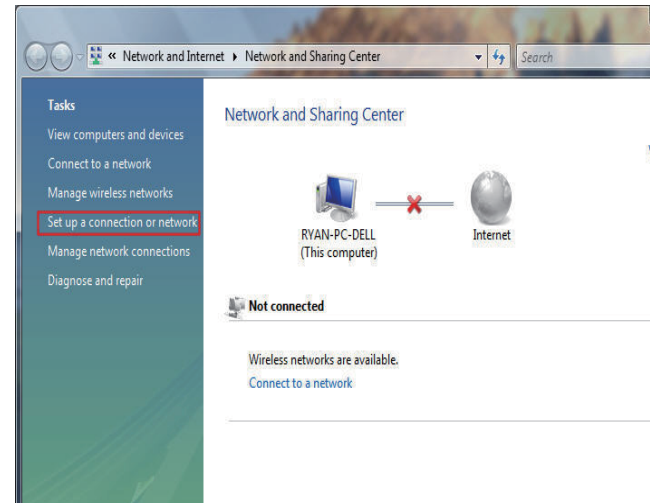 « Network and Internet ▸ Network and Sharing Center
Search
Tasks
View computers and devices
Connect to a network
Manage wireless networks
Set up a connection or network
Manage network connections
Diagnose and repair
Network and Sharing Center
RYAN-PC-DELL
(This computer)
Internet
Not connected
Wireless networks are available.
Connect to a network